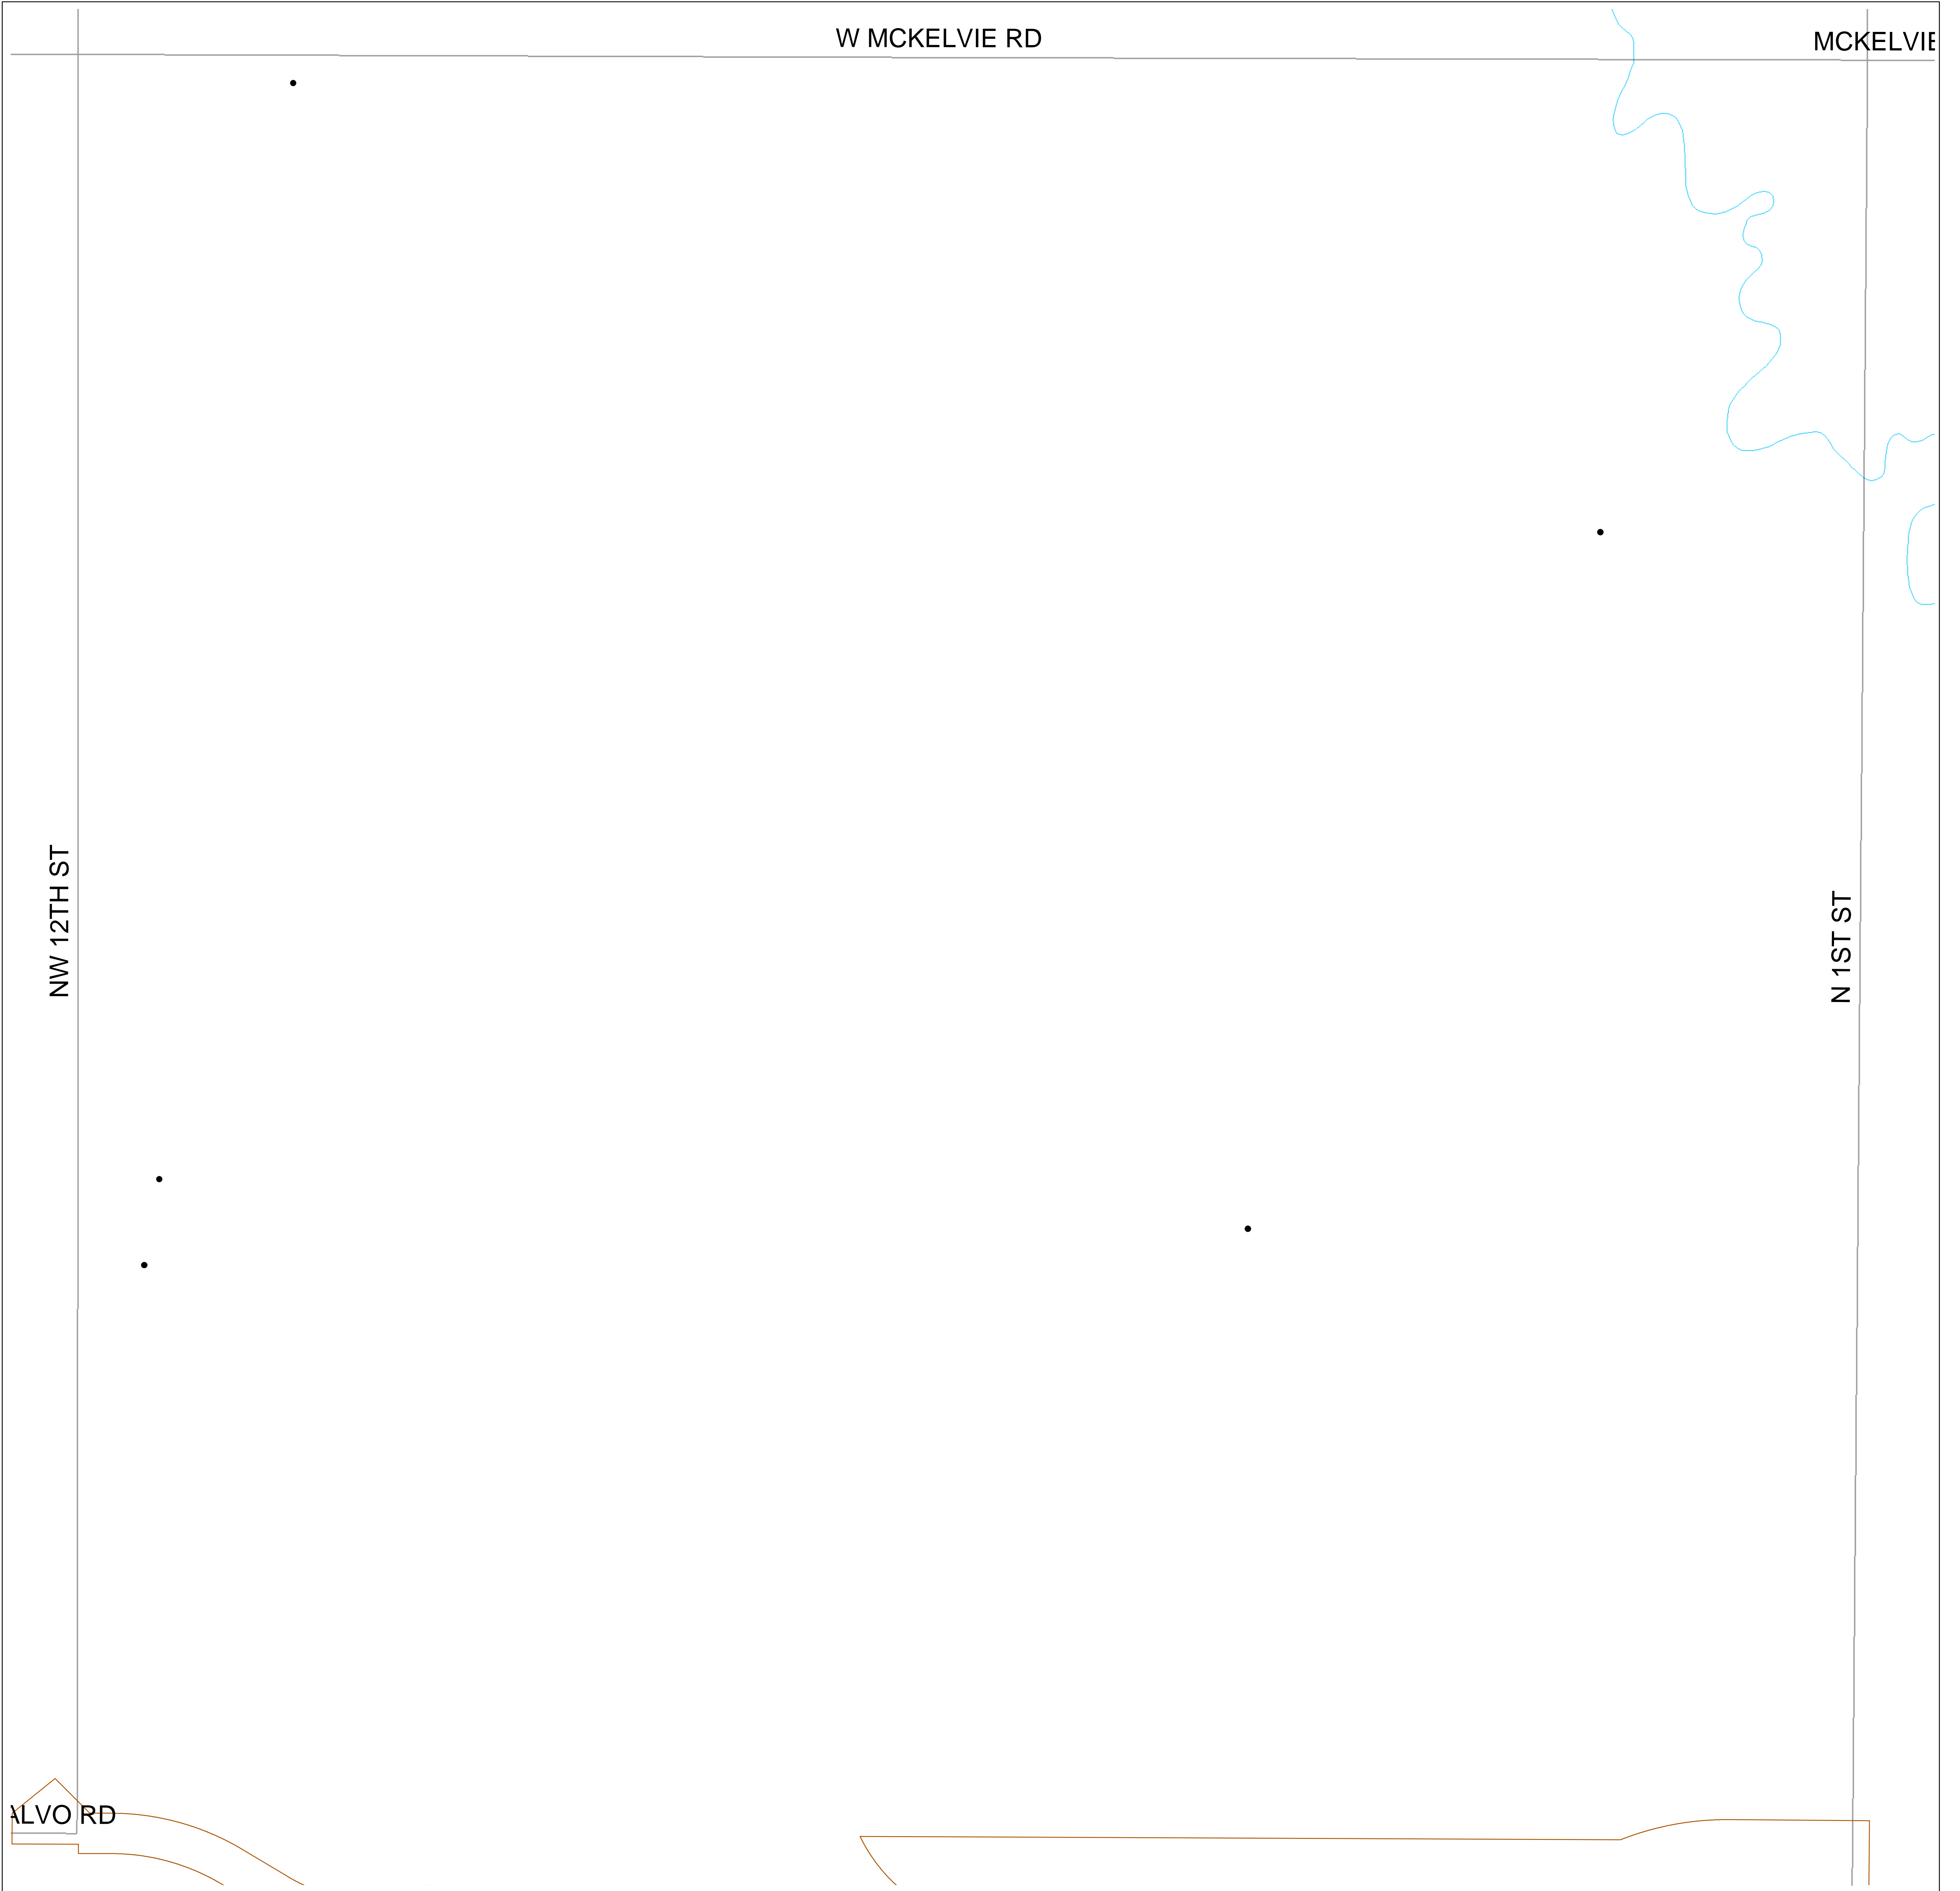 W MCKELVIE RD
MCKELVIE
NW 12TH ST
N 1ST ST
ALVO RD